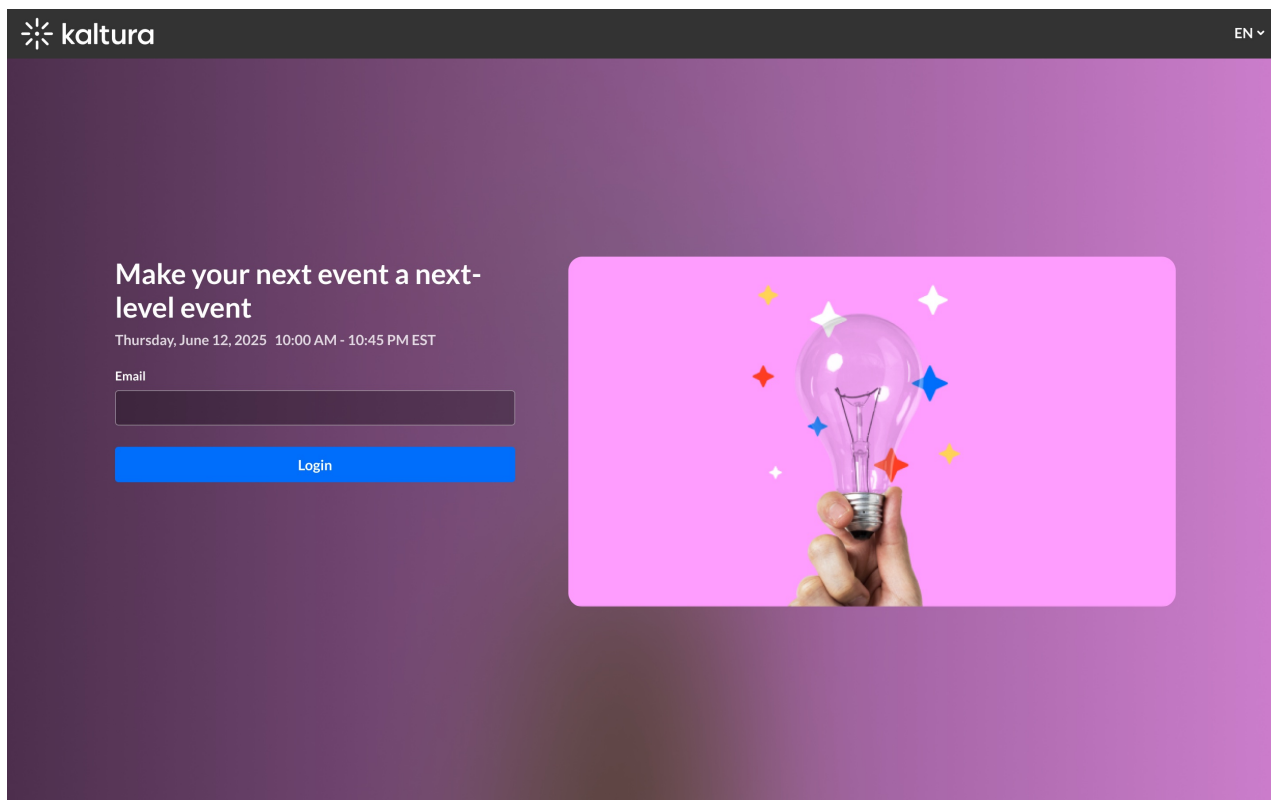 kaltura
EN
Make your next event a next-
level event
Thursday, June 12, 2025 10:00 AM - 10:45 PM EST
Email
Login